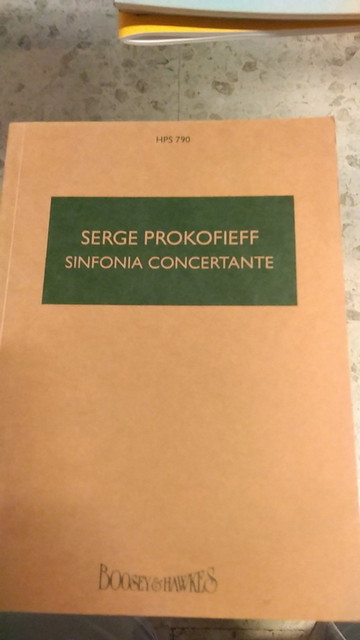 HPS 790
SERGE PROKOFIEFF
SINFONIA CONCERTANTE
BOOSEY & HAWKES